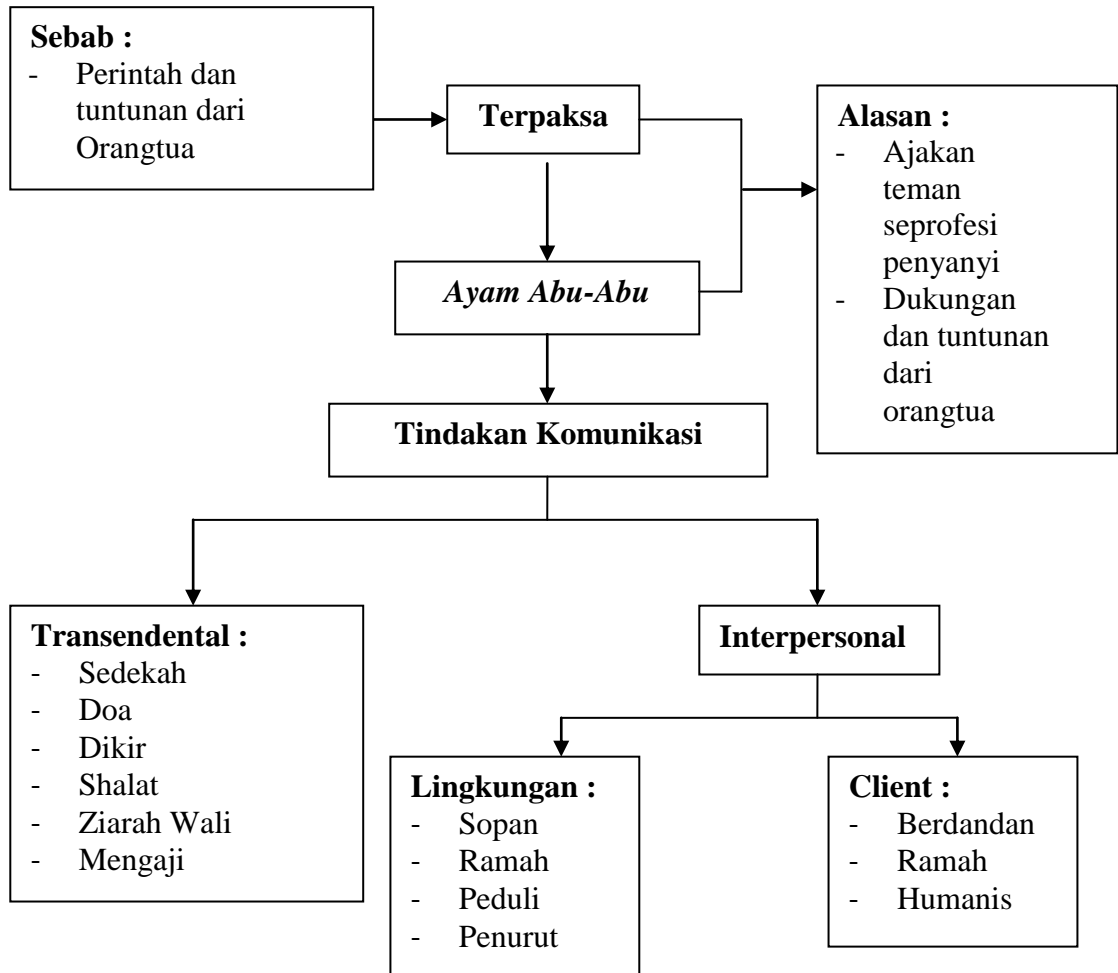 Sebab :
- Perintah dan
tuntunan dari
Orangtua
Terpaksa
Alasan :
- Ajakan
teman
seprofesi
penyanyi
- Dukungan
dan tuntunan
dari
orangtua
Ayam Abu-Abu
Tindakan Komunikasi
Transendental :
- Sedekah
- Doa
- Dikir
- Shalat
- Ziarah Wali
- Mengaji
Interpersonal
Lingkungan :
- Sopan
- Ramah
- Peduli
- Penurut
Client :
- Berdandan
- Ramah
- Humanis